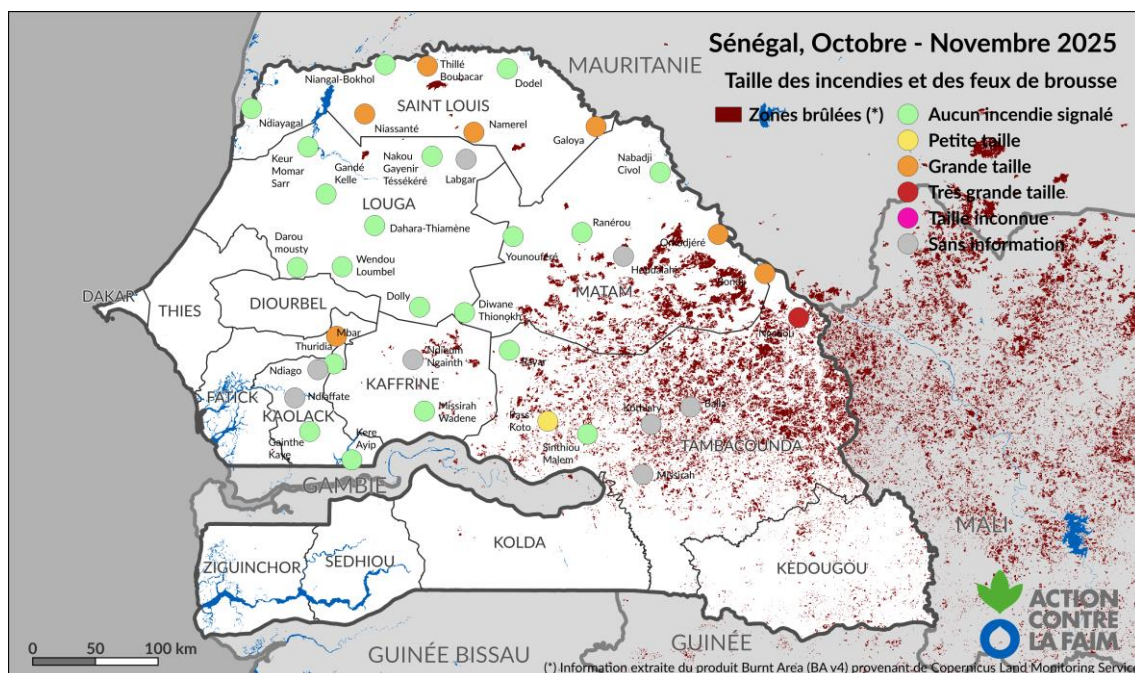 Sénégal, Octobre - Novembre 2025
Taille des incendies et des feux de brousse
Zones brûlées (*)
Aucun incendie signalé
Petite taille
Grande taille
Très grande taille
Taille inconnue
Sans information
MAURITANIE
Niangal-Bokhol
Thillé
Boubacar
Dodel
SAINT LOUIS
Ndiayagal
Niassanté
Namerel
Galoya
Keur
Momar
Sarr
Gandé
Kelle
Nakou
Gayenir
Téssékéré
Labgar
Nabadji
Civol
LOUGA
Dahara-Thiamène
Ranérou
Younouféré
Darou
mousty
Wendou
Loumbel
MATAM
DAKAR
THIES
DIOURBEL
Dolly
Diwane
Thiongkh
Mbar
Thuridia
Ndiago
Ngainth
KAFFRINE
FATICK
Ndiaffate
KAOLACK
Missirah
Wadene
Koto
Kothiary
Bala
TAMBACOUNDA
Gainthe
Kaye
Kere
Ayip
Sinthiou
Malem
Missirah
GAMBIE
MALI
KOLDA
ZIGUINCHOR
SEDHIOU
KEDOUGOU
GUINÉE BISSAU
GUINÉE
ACTION
CONTRE
LA FAIM
0 50 100 km
(*) Information extraite du produit Burnt Area (BA v4) provenant de Copernicus Land Monitoring Service